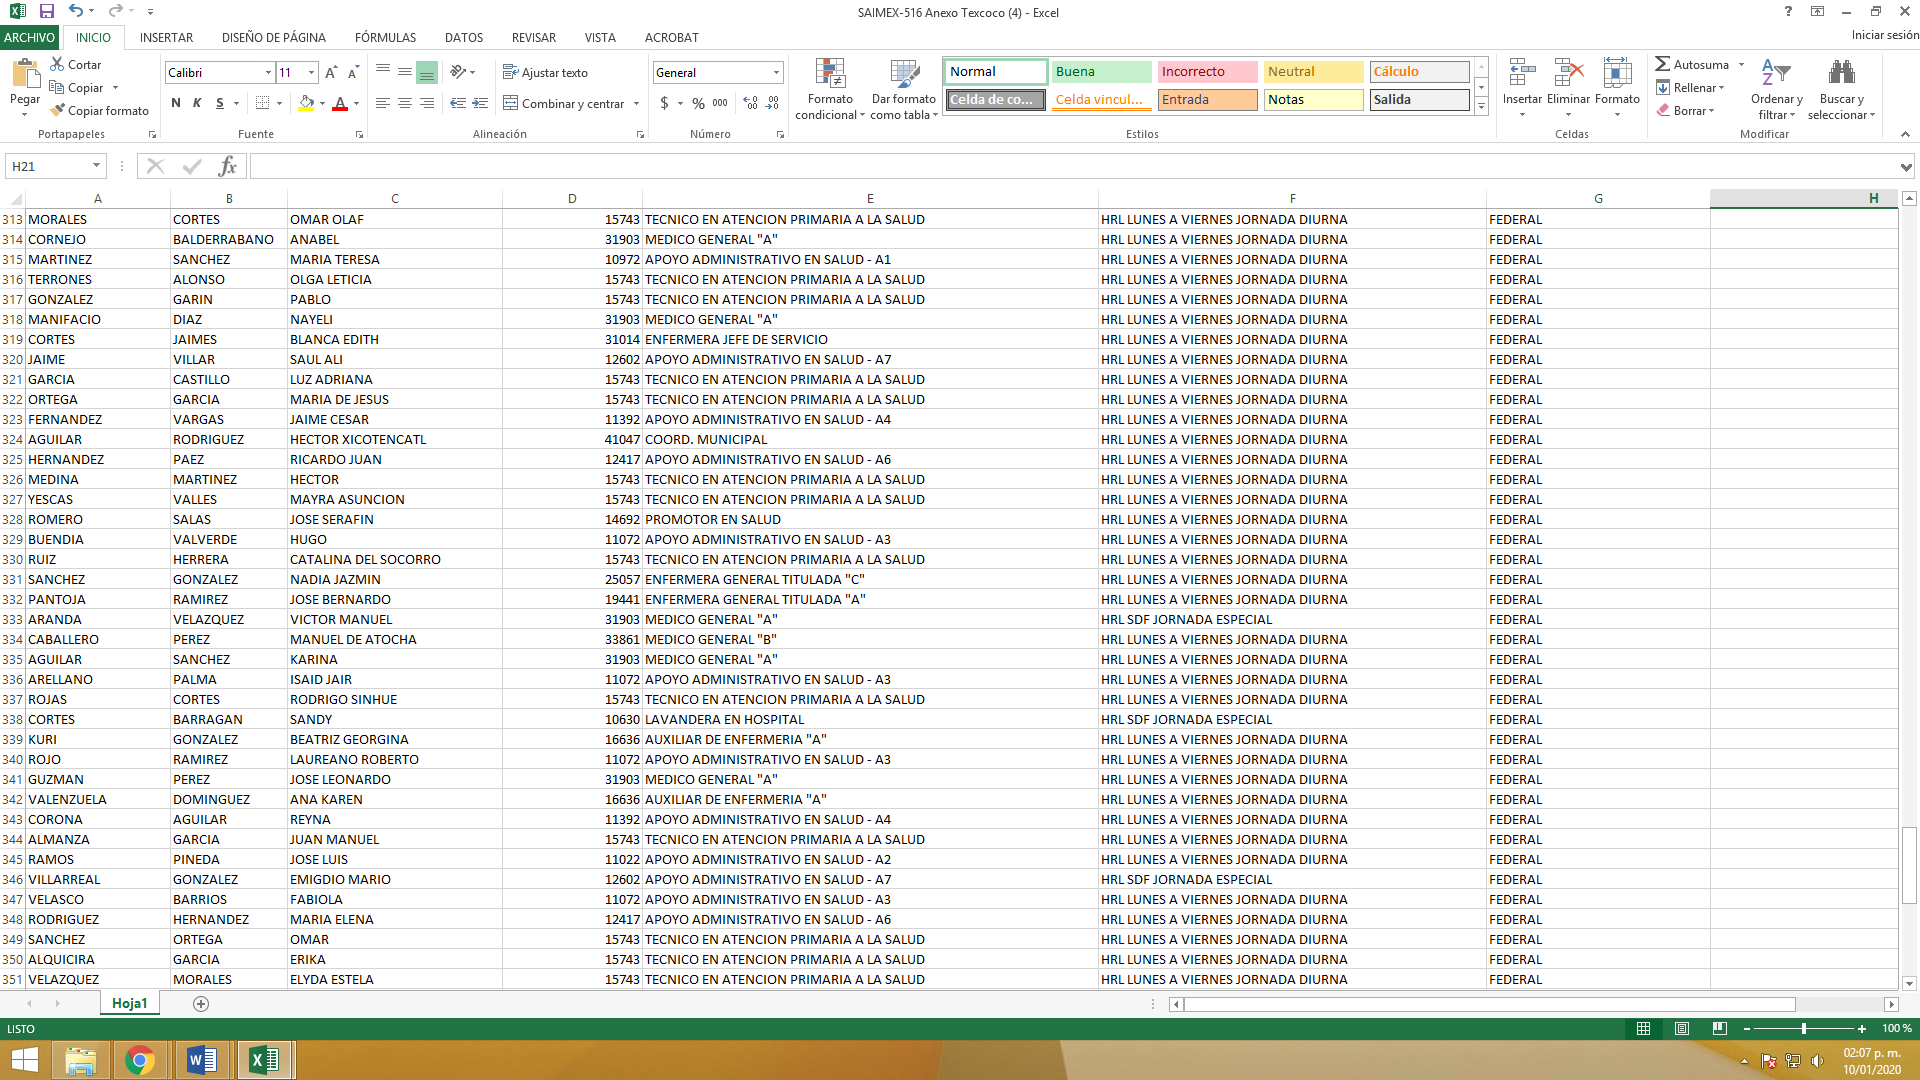 SAIMEX-516 Anexo Texcoco (4) - Excel
ARCHIVO INICIO INSERTAR DISEÑO DE PÁGINA FÓRMULAS DATOS REVISAR VISTA ACROBAT Iniciar sesión
Pegar Cortar
Copiar
Copiar formato
Portapapeles
Calibri 11
N K S
Fuente
Ajustar texto
Combinar y centrar
Alineación
General
$ % 000
Número
Formato condicional
Dar formato como tabla
Normal Buena Incorrecto Neutral Cálculo
Celda de co... Celda vincul... Entrada Notas Salida
Estilos
Insertar Eliminar Formato
Celdas
Autosuma
Rellenar
Borrar
Ordenar y filtrar
Buscar y seleccionar
Modificar
H21 fx
A B C D E F G H
313 MORALES CORTES OMAR OLAF 15743 TECNICO EN ATENCION PRIMARIA A LA SALUD HRL LUNES A VIERNES JORNADA DIURNA FEDERAL
314 CORNEJO BALDERRABANO ANABEL 31903 MEDICO GENERAL "A" HRL LUNES A VIERNES JORNADA DIURNA FEDERAL
315 MARTINEZ SANCHEZ MARIA TERESA 10972 APOYO ADMINISTRATIVO EN SALUD - A1 HRL LUNES A VIERNES JORNADA DIURNA FEDERAL
316 TERRONES ALONSO OLGA LETICIA 15743 TECNICO EN ATENCION PRIMARIA A LA SALUD HRL LUNES A VIERNES JORNADA DIURNA FEDERAL
317 GONZALEZ GARIN PABLO 15743 TECNICO EN ATENCION PRIMARIA A LA SALUD HRL LUNES A VIERNES JORNADA DIURNA FEDERAL
318 MANIFACIO DIAZ NAYELI 31903 MEDICO GENERAL "A" HRL LUNES A VIERNES JORNADA DIURNA FEDERAL
319 CORTES JAIMES BLANCA EDITH 31014 ENFERMERA JEFE DE SERVICIO HRL LUNES A VIERNES JORNADA DIURNA FEDERAL
320 JAIME VILLAR SAUL ALI 12602 APOYO ADMINISTRATIVO EN SALUD - A7 HRL LUNES A VIERNES JORNADA DIURNA FEDERAL
321 GARCIA CASTILLO LUZ ADRIANA 15743 TECNICO EN ATENCION PRIMARIA A LA SALUD HRL LUNES A VIERNES JORNADA DIURNA FEDERAL
322 ORTEGA GARCIA MARIA DE JESUS 15743 TECNICO EN ATENCION PRIMARIA A LA SALUD HRL LUNES A VIERNES JORNADA DIURNA FEDERAL
323 FERNANDEZ VARGAS JAIME CESAR 11392 APOYO ADMINISTRATIVO EN SALUD - A4 HRL LUNES A VIERNES JORNADA DIURNA FEDERAL
324 AGUILAR RODRIGUEZ HECTOR XICOTENCATL 41047 COORD. MUNICIPAL HRL LUNES A VIERNES JORNADA DIURNA FEDERAL
325 HERNANDEZ PAEZ RICARDO JUAN 12417 APOYO ADMINISTRATIVO EN SALUD - A6 HRL LUNES A VIERNES JORNADA DIURNA FEDERAL
326 MEDINA MARTINEZ HECTOR 15743 TECNICO EN ATENCION PRIMARIA A LA SALUD HRL LUNES A VIERNES JORNADA DIURNA FEDERAL
327 YESCAS VALLES MAYRA ASUNCION 15743 TECNICO EN ATENCION PRIMARIA A LA SALUD HRL LUNES A VIERNES JORNADA DIURNA FEDERAL
328 ROMERO SALAS JOSE SERAFIN 14692 PROMOTOR EN SALUD HRL LUNES A VIERNES JORNADA DIURNA FEDERAL
329 BUENDIA VALVERDE HUGO 11072 APOYO ADMINISTRATIVO EN SALUD - A3 HRL LUNES A VIERNES JORNADA DIURNA FEDERAL
330 RUIZ HERRERA CATALINA DEL SOCORRO 15743 TECNICO EN ATENCION PRIMARIA A LA SALUD HRL LUNES A VIERNES JORNADA DIURNA FEDERAL
331 SANCHEZ GONZALEZ NADIA JAZMIN 25057 ENFERMERA GENERAL TITULADA "C" HRL LUNES A VIERNES JORNADA DIURNA FEDERAL
332 PANTOJA RAMIREZ JOSE BERNARDO 19441 ENFERMERA GENERAL TITULADA "A" HRL LUNES A VIERNES JORNADA DIURNA FEDERAL
333 ARANDA VELAZQUEZ VICTOR MANUEL 31903 MEDICO GENERAL "A" HRL SDF JORNADA ESPECIAL FEDERAL
334 CABALLERO PEREZ MANUEL DE ATOCHA 33861 MEDICO GENERAL "B" HRL LUNES A VIERNES JORNADA DIURNA FEDERAL
335 AGUILAR SANCHEZ KARINA 31903 MEDICO GENERAL "A" HRL LUNES A VIERNES JORNADA DIURNA FEDERAL
336 ARELLANO PALMA ISAID JAIR 11072 APOYO ADMINISTRATIVO EN SALUD - A3 HRL LUNES A VIERNES JORNADA DIURNA FEDERAL
337 ROJAS CORTES RODRIGO SINHUE 15743 TECNICO EN ATENCION PRIMARIA A LA SALUD HRL LUNES A VIERNES JORNADA DIURNA FEDERAL
338 CORTES BARRAGAN SANDY 10630 LAVANDERA EN HOSPITAL HRL SDF JORNADA ESPECIAL FEDERAL
339 KURI GONZALEZ BEATRIZ GEORGINA 16636 AUXILIAR DE ENFERMERIA "A" HRL LUNES A VIERNES JORNADA DIURNA FEDERAL
340 ROJO RAMIREZ LAUREANO ROBERTO 11072 APOYO ADMINISTRATIVO EN SALUD - A3 HRL LUNES A VIERNES JORNADA DIURNA FEDERAL
341 GUZMAN PEREZ JOSE LEONARDO 31903 MEDICO GENERAL "A" HRL LUNES A VIERNES JORNADA DIURNA FEDERAL
342 VALENZUELA DOMINGUEZ ANA KAREN 16636 AUXILIAR DE ENFERMERIA "A" HRL LUNES A VIERNES JORNADA DIURNA FEDERAL
343 CORONA AGUILAR REYNA 11392 APOYO ADMINISTRATIVO EN SALUD - A4 HRL LUNES A VIERNES JORNADA DIURNA FEDERAL
344 ALMANZA GARCIA JUAN MANUEL 15743 TECNICO EN ATENCION PRIMARIA A LA SALUD HRL LUNES A VIERNES JORNADA DIURNA FEDERAL
345 RAMOS PINEDA JOSE LUIS 11022 APOYO ADMINISTRATIVO EN SALUD - A2 HRL LUNES A VIERNES JORNADA DIURNA FEDERAL
346 VILLARREAL GONZALEZ EMIGDIO MARIO 12602 APOYO ADMINISTRATIVO EN SALUD - A7 HRL SDF JORNADA ESPECIAL FEDERAL
347 VELASCO BARRIOS FABIOLA 11072 APOYO ADMINISTRATIVO EN SALUD - A3 HRL LUNES A VIERNES JORNADA DIURNA FEDERAL
348 RODRIGUEZ HERNANDEZ MARIA ELENA 12417 APOYO ADMINISTRATIVO EN SALUD - A6 HRL LUNES A VIERNES JORNADA DIURNA FEDERAL
349 SANCHEZ ORTEGA OMAR 15743 TECNICO EN ATENCION PRIMARIA A LA SALUD HRL LUNES A VIERNES JORNADA DIURNA FEDERAL
350 ALQUICIRA GARCIA ERIKA 15743 TECNICO EN ATENCION PRIMARIA A LA SALUD HRL LUNES A VIERNES JORNADA DIURNA FEDERAL
351 VELAZQUEZ MORALES ELYDA ESTELA 15743 TECNICO EN ATENCION PRIMARIA A LA SALUD HRL LUNES A VIERNES JORNADA DIURNA FEDERAL
Hoja1
LISTO 100 %
02:07 p. m.
10/01/2020